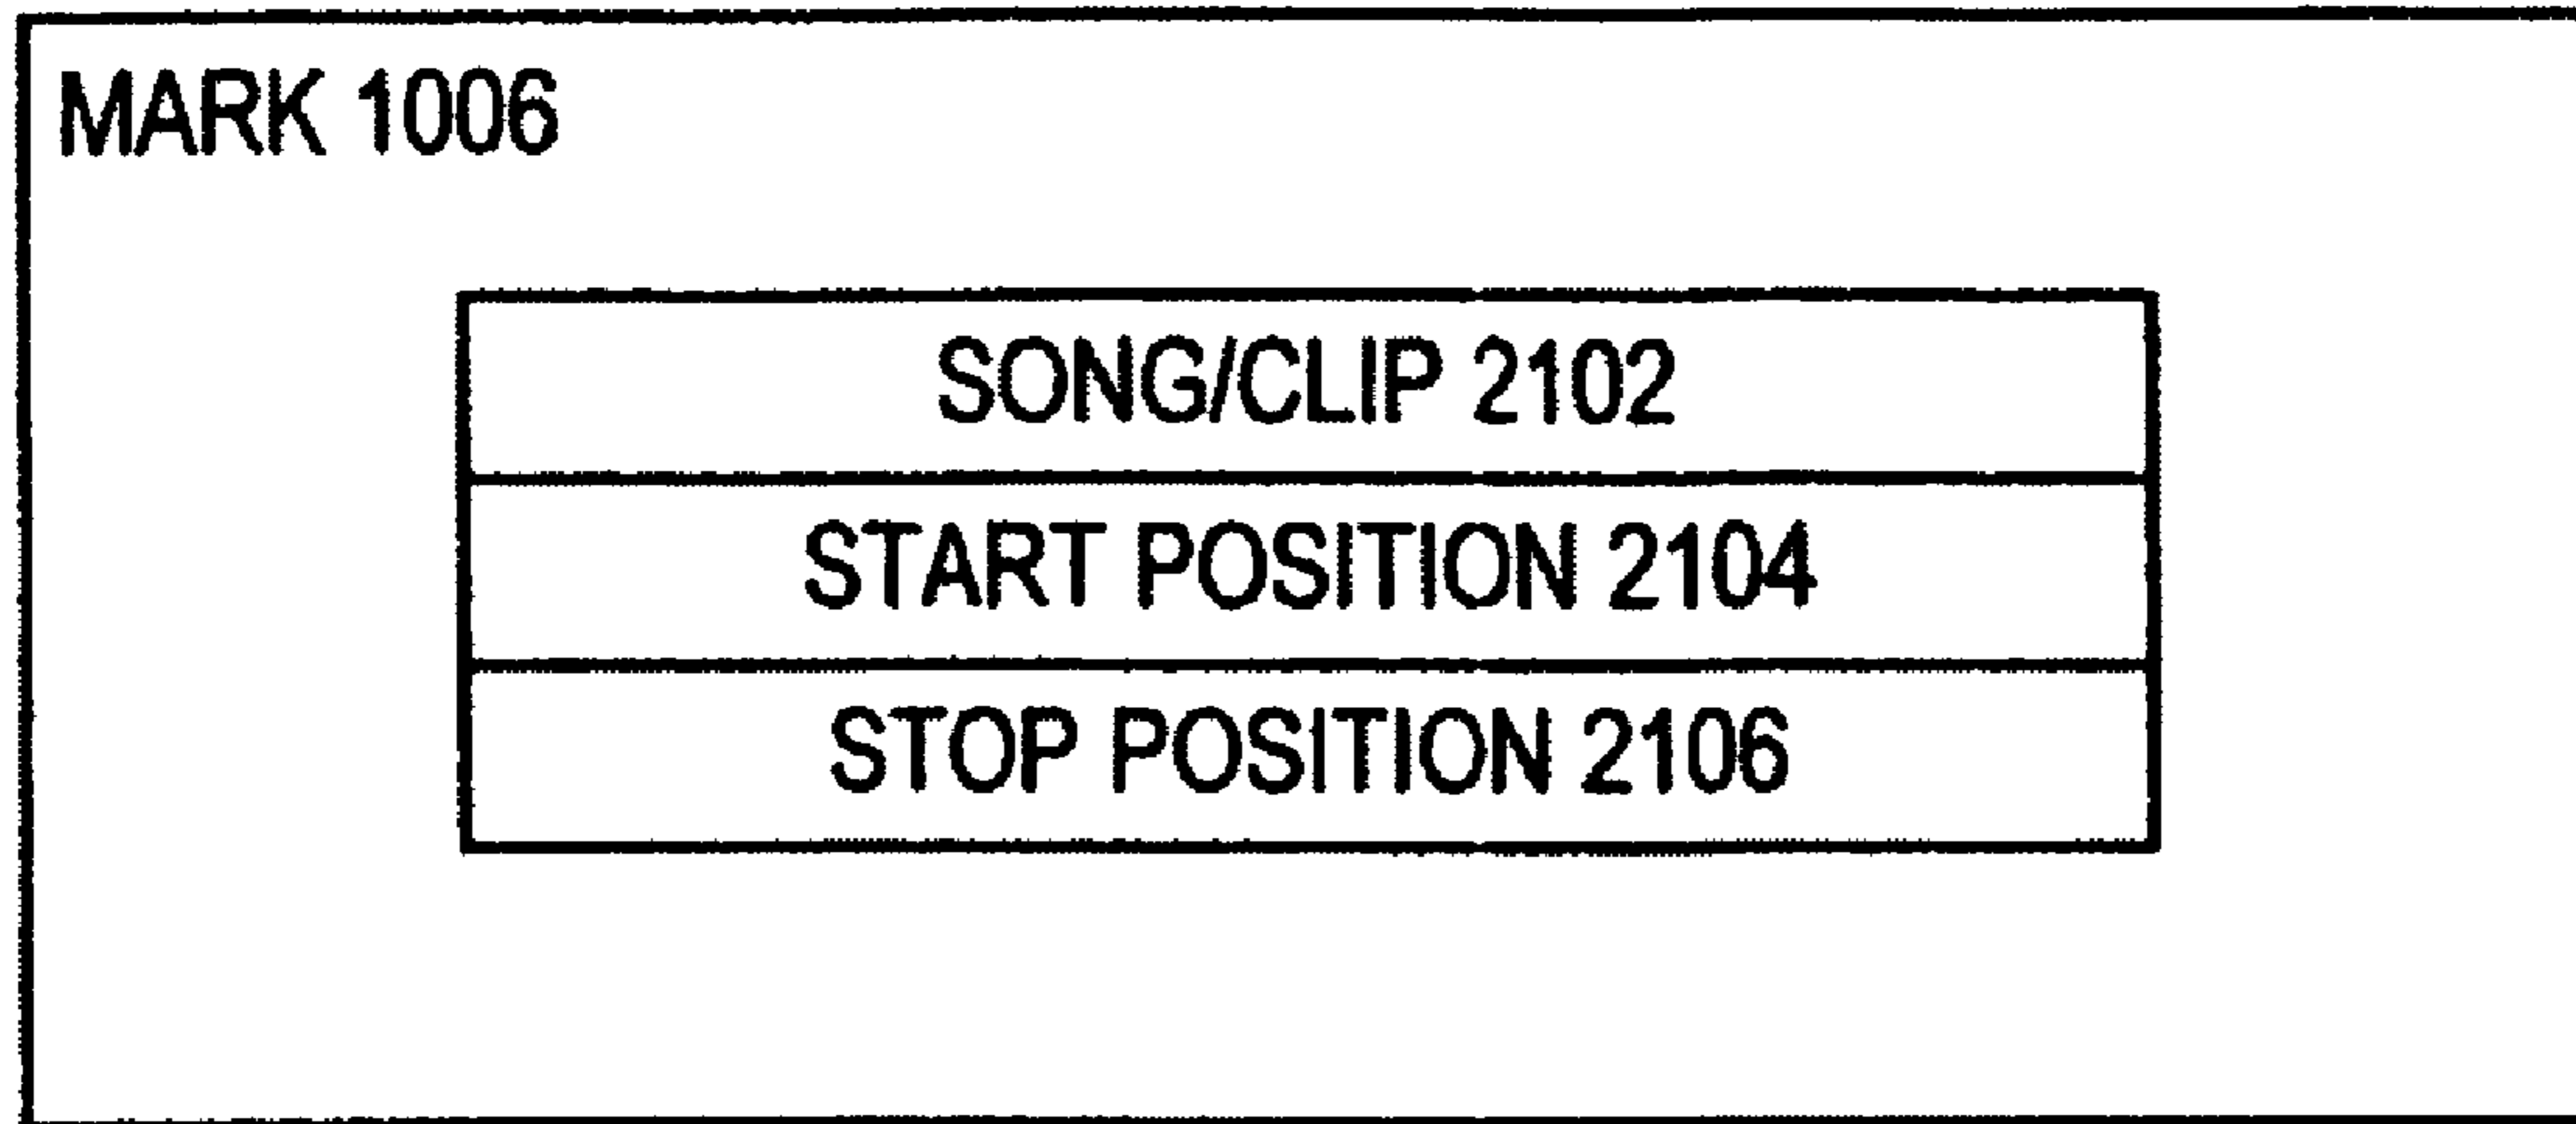 MARK 1006
SONG/CLIP 2102
START POSITION 2104
STOP POSITION 2106